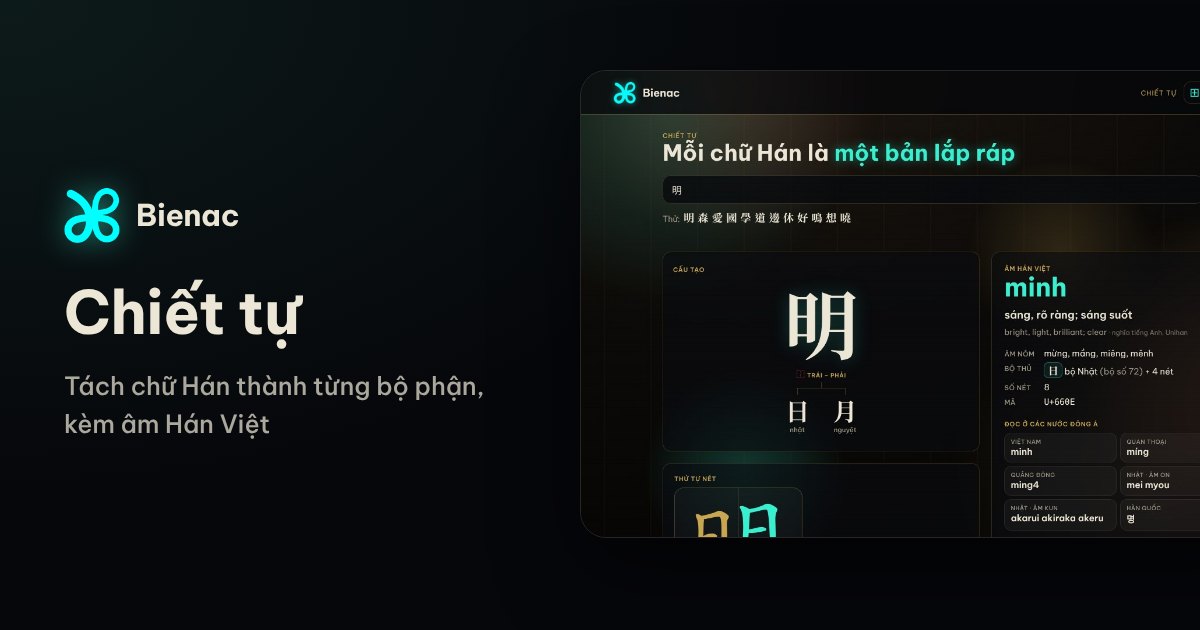 Bienac
Chiết tự
Tách chữ Hán thành từng bộ phận,
kèm âm Hán Việt
Bienac
CHIẾT TỰ
CHIẾT TỰ
Mỗi chữ Hán là một bản lắp ráp
明
Thử: 明 森 愛 國 學 道 邊 休 好 鳴 想 曉
CẤU TẠO
明
TRÁI – PHẢI
日 月
nhật nguyệt
THỨ TỰ NÉT
ÂM HÁN VIỆT
minh
sáng, rõ ràng; sáng suốt
bright, light, brilliant; clear · nghĩa tiếng Anh, Unihan
ÂM NÔM mừng, mảng, miêng, mênh
BỘ THỦ 日 bộ Nhật (bộ số 72) + 4 nét
SỐ NÉT 8
MÃ U+660E
ĐỌC Ở CÁC NƯỚC ĐÔNG Á
VIỆT NAM
minh
QUAN THOẠI
míng
QUẢNG ĐÔNG
ming4
NHẬT · ÂM ON
mei myou
NHẬT · ÂM KUN
akarui akiraka akeru
HÀN QUỐC
명